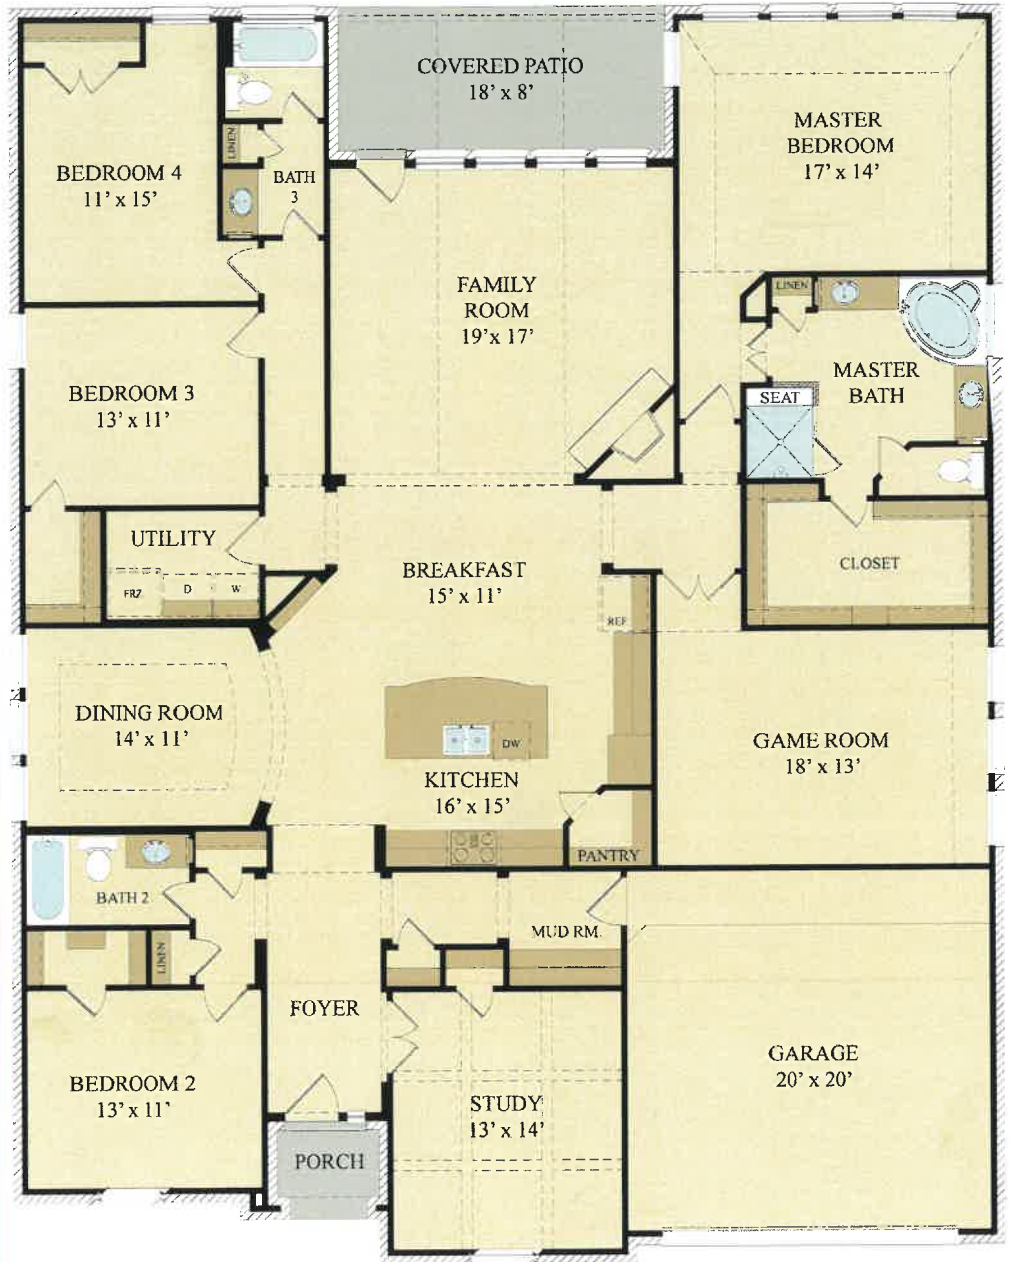 COVERED PATIO
18' x 8'
MASTER
BEDROOM
17' x 14'
BEDROOM 4
11' x 15'
LINEN
BATH
3
FAMILY
ROOM
19' x 17'
LINEN
MASTER
BATH
SEAT
BEDROOM 3
13' x 11'
UTILITY
FRZ
D
W
BREAKFAST
15' x 11'
REF
CLOSET
DINING ROOM
14' x 11'
DW
KITCHEN
16' x 15'
GAME ROOM
18' x 13'
PANTRY
BATH 2
LINEN
MUD RM.
FOYER
BEDROOM 2
13' x 11'
STUDY
13' x 14'
GARAGE
20' x 20'
PORCH